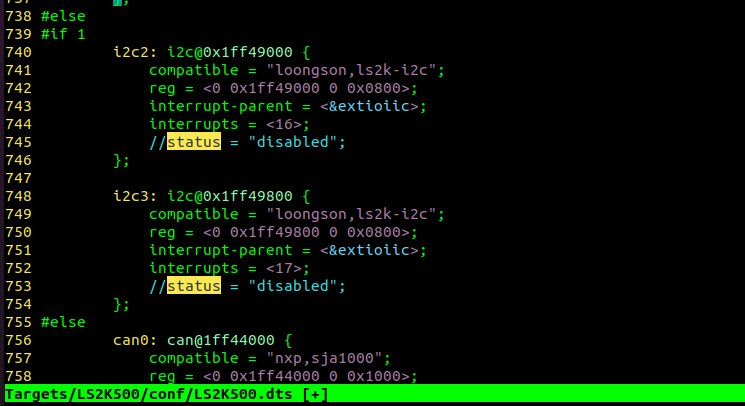 737 };
738 #else
739 #if 1
740         i2c2: i2c@0x1ff49000 {
741             compatible = "loongson,ls2k-i2c";
742             reg = <0 0x1ff49000 0 0x0800>;
743             interrupt-parent = <&extioiic>;
744             interrupts = <16>;
745             //status = "disabled";
746         };
747
748         i2c3: i2c@0x1ff49800 {
749             compatible = "loongson,ls2k-i2c";
750             reg = <0 0x1ff49800 0 0x0800>;
751             interrupt-parent = <&extioiic>;
752             interrupts = <17>;
753             //status = "disabled";
754         };
755 #else
756         can0: can@1ff44000 {
757             compatible = "nxp,sja1000";
758             reg = <0 0x1ff44000 0 0x1000>;
Targets/LS2K500/conf/LS2K500.dts [+]